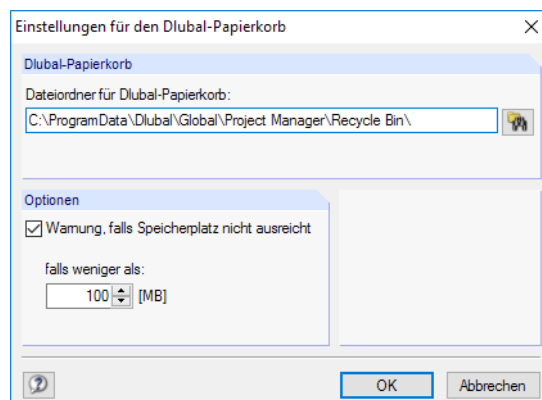 Einstellungen für den Dlubal-Papierkorb
Dlubal-Papierkorb
Dateiordner für Dlubal-Papierkorb:
C:\ProgramData\Dlubal\Global\Project Manager\Recycle Bin\
Optionen
Warnung, falls Speicherplatz nicht ausreicht
falls weniger als:
100 [MB]
OK Abbrechen